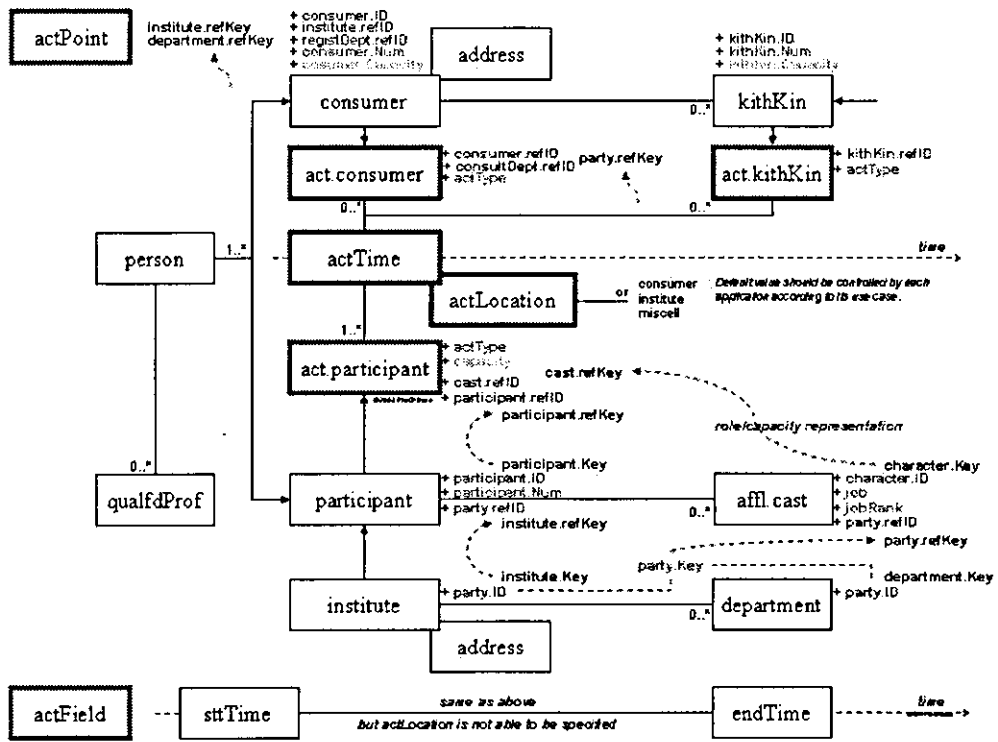 actPoint
institute.refKey
department.refKey
+ consumer.ID
+ institute.refID
+ registDept.refID
+ consumer.Num
+ consumer.Capacity
address
+ kithKin.ID
+ kithKin.Num
+ kithKin.Capacity
consumer
0..*
kithKin
act.consumer
+ consumer.refID
+ consultDept.refID
+ actType
party.refKey
act.kithKin
+ kithKin.refID
+ actType
0..*
0..*
person
1..*
actTime
time
actLocation
or
consumer
institute
miscell
Default value should be controlled by each
application according to its use case.
1..*
act.participant
+ actType
+ capacity
+ cast.refID
+ participant.refID
cast.refKey
participant.refKey
role/capacity representation
participant.Key
character.Key
0..*
qualfdProf
participant
+ participant.ID
+ participant.Num
+ party.refID
0..*
affl.cast
+ character.ID
+ job
+ jobRank
+ party.refID
institute.refKey
party.refKey
institute.Key
party.Key
department.Key
institute
+ party.ID
0..*
department
+ party.ID
address
actField
sttTime
same as above
but actLocation is not able to be specified
endTime
time